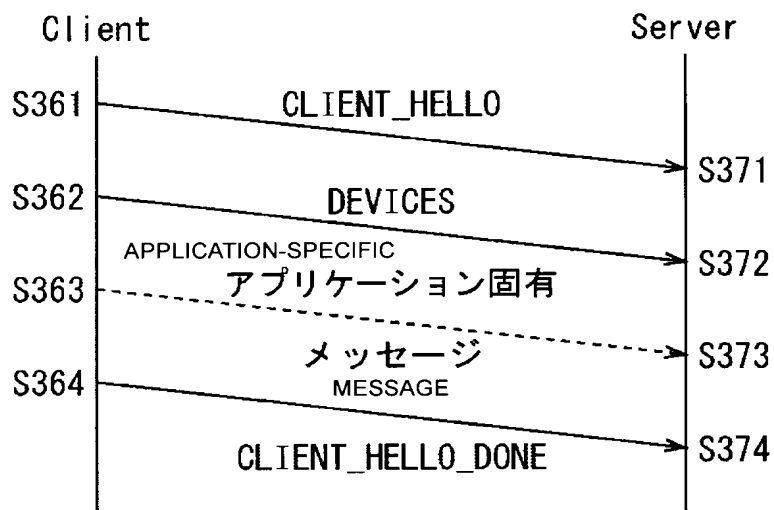 Client
Server
S361
CLIENT_HELLO
S371
S362
DEVICES
S372
APPLICATION-SPECIFIC
アプリケーション固有
S363
S373
メッセージ
MESSAGE
S364
S374
CLIENT_HELLO_DONE